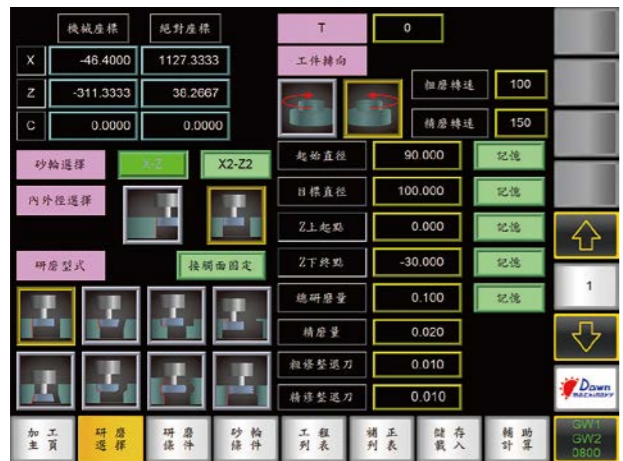 機械座標 絕對座標
X -46.4000 1127.3333
Z -311.3333 36.2667
C 0.0000 0.0000
T 0
工件轉向
粗磨轉速 100
精磨轉速 150
砂輪選擇 X-Z X2-Z2
內外徑選擇
研磨型式 接觸面固定
起始直徑 90.000 記憶
目標直徑 100.000 記憶
Z上起點 0.000 記憶
Z下終點 -30.000 記憶
總研磨量 0.100 記憶
精磨量 0.020
粗修整退刀 0.010
精修整退刀 0.010
1
Dawn
MACHINERY
加工主頁
研磨選擇
研磨條件
砂輪條件
工程列表
補正列表
儲存載入
輔助計算
GW1
GW2
0800